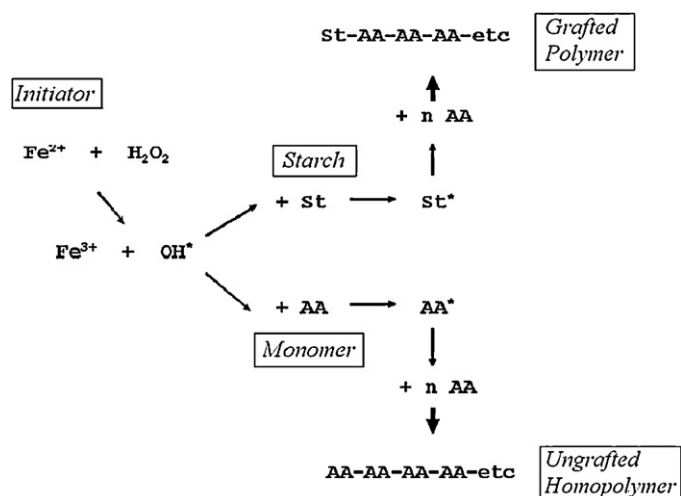 St-AA-AA-AA-etc
Grafted
Polymer
Initiator
+ n AA
Fe²⁺ + H₂O₂
Starch
+ St
St*
Fe³⁺ + OH*
+ AA
AA*
Monomer
+ n AA
AA-AA-AA-AA-etc
Ungrafted
Homopolymer